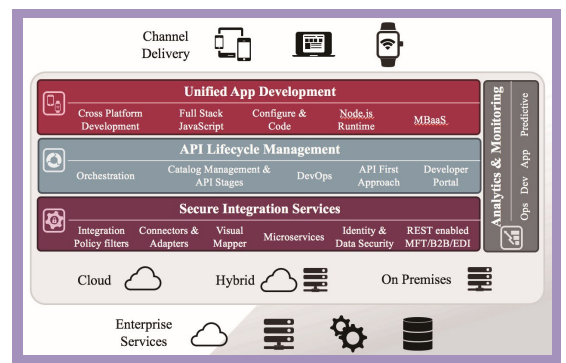 Channel
Delivery
Unified App Development
Cross Platform
Development
Full Stack
JavaScript
Configure &
Code
Node.js
Runtime
MBaaS
API Lifecycle Management
Orchestration
Catalog Management &
API Stages
DevOps
API First
Approach
Developer
Portal
Secure Integration Services
Integration
Policy filters
Connectors &
Adapters
Visual
Mapper
Microservices
Identity &
Data Security
REST enabled
MFT/B2B/EDI
Analytics & Monitoring
Ops Dev App Predictive
Cloud
Hybrid
On Premises
Enterprise
Services